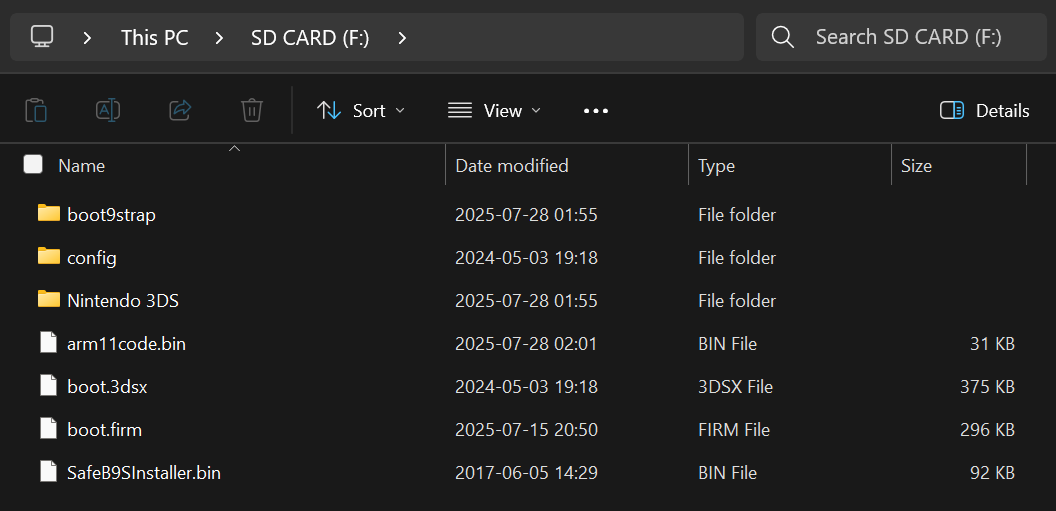 This PC SD CARD (F:) Search SD CARD (F:)
Sort View Details
Name Date modified Type Size
boot9strap 2025-07-28 01:55 File folder
config 2024-05-03 19:18 File folder
Nintendo 3DS 2025-07-28 01:55 File folder
arm11code.bin 2025-07-28 02:01 BIN File 31 KB
boot.3dsx 2024-05-03 19:18 3DSX File 375 KB
boot.firm 2025-07-15 20:50 FIRM File 296 KB
SafeB9SInstaller.bin 2017-06-05 14:29 BIN File 92 KB